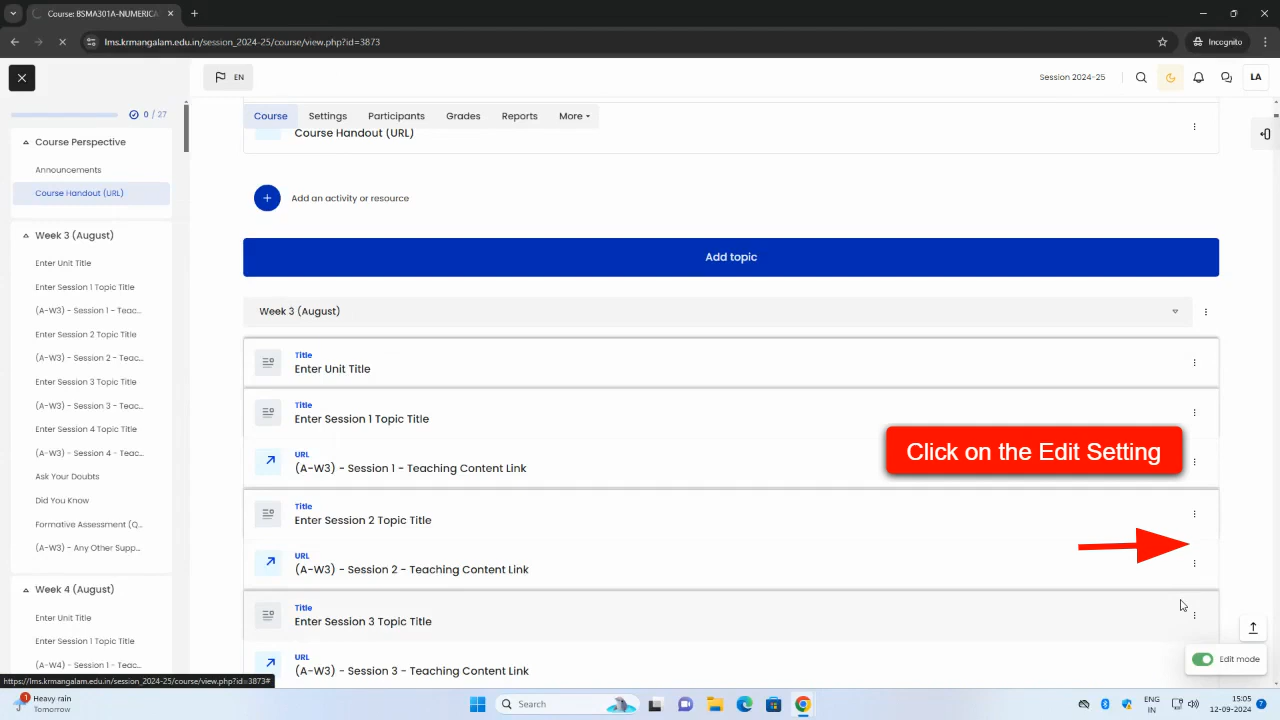 Course: BSMA301A-NUMERICA
lms.krmangalam.edu.in/session_2024-25/course/view.php?id=3873
Incognito
EN
Session 2024-25
LA
0 / 27
Course Settings Participants Grades Reports More
Course Handout (URL)
Course Perspective
Announcements
Course Handout (URL)
Week 3 (August)
Enter Unit Title
Enter Session 1 Topic Title
(A-W3) - Session 1 - Teac...
Enter Session 2 Topic Title
(A-W3) - Session 2 - Teac...
Enter Session 3 Topic Title
(A-W3) - Session 3 - Teac...
Enter Session 4 Topic Title
(A-W3) - Session 4 - Teac...
Ask Your Doubts
Did You Know
Formative Assessment (Q...
(A-W3) - Any Other Supp...
Week 4 (August)
Enter Unit Title
Enter Session 1 Topic Title
(A-W4) - Session 1 - Teac...
Add an activity or resource
Add topic
Week 3 (August)
Title
Enter Unit Title
Title
Enter Session 1 Topic Title
URL
(A-W3) - Session 1 - Teaching Content Link
Click on the Edit Setting
Title
Enter Session 2 Topic Title
URL
(A-W3) - Session 2 - Teaching Content Link
Title
Enter Session 3 Topic Title
URL
(A-W3) - Session 3 - Teaching Content Link
Edit mode
https://lms.krmangalam.edu.in/session_2024-25/course/view.php?id=3873#
1
Heavy rain
Tomorrow
Search
ENG
IN
15:05
12-09-2024